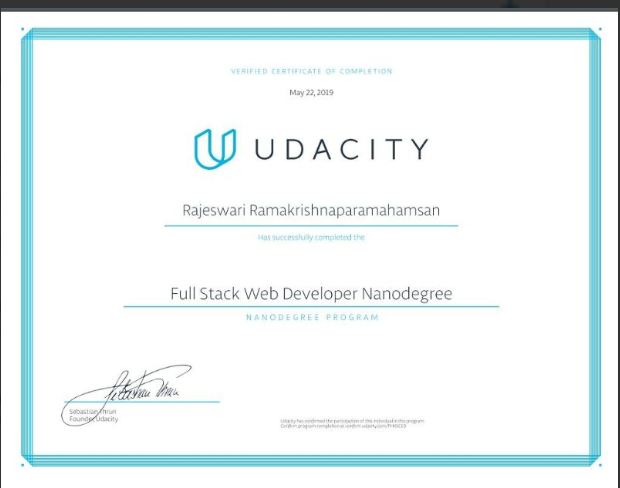 VERIFIED CERTIFICATE OF COMPLETION
May 22, 2019
UDACITY
Rajeswari Ramakrishnaparamahamsan
Has successfully completed the
Full Stack Web Developer Nanodegree
NANODEGREE PROGRAM
Sebastian Thrun
Founder, Udacity
Udacity has confirmed the participation of this individual in this program.
Confirm program completion at confirm.udacity.com/